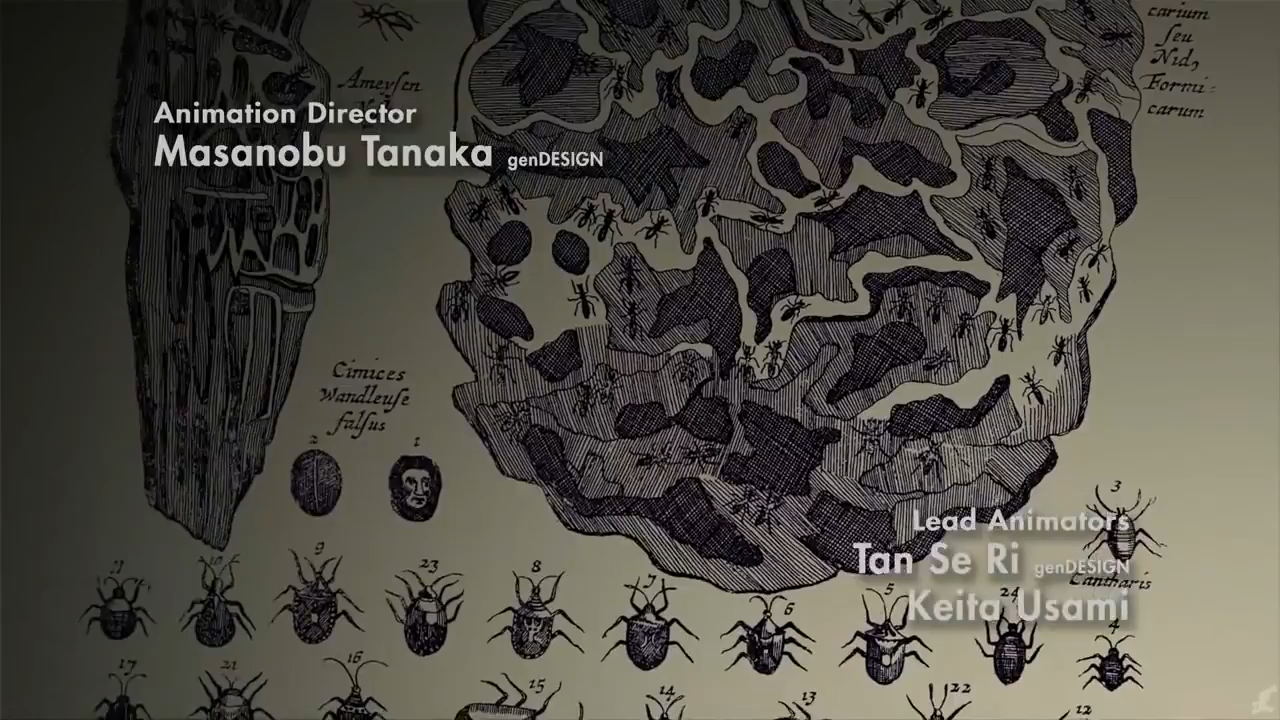 carium
ſeu
Nid,
Formi:
carum
Ameyſen
Animation Director
Masanobu Tanaka genDESIGN
Cimices
Wandleuſe
falſus
2 1
3
Lead Animators
Tan Se Ri genDESIGN
Cantharis
Keita Usami
11 10 9 23 8 7 6 5 24 4
17 21 16 15 14 13 22 12